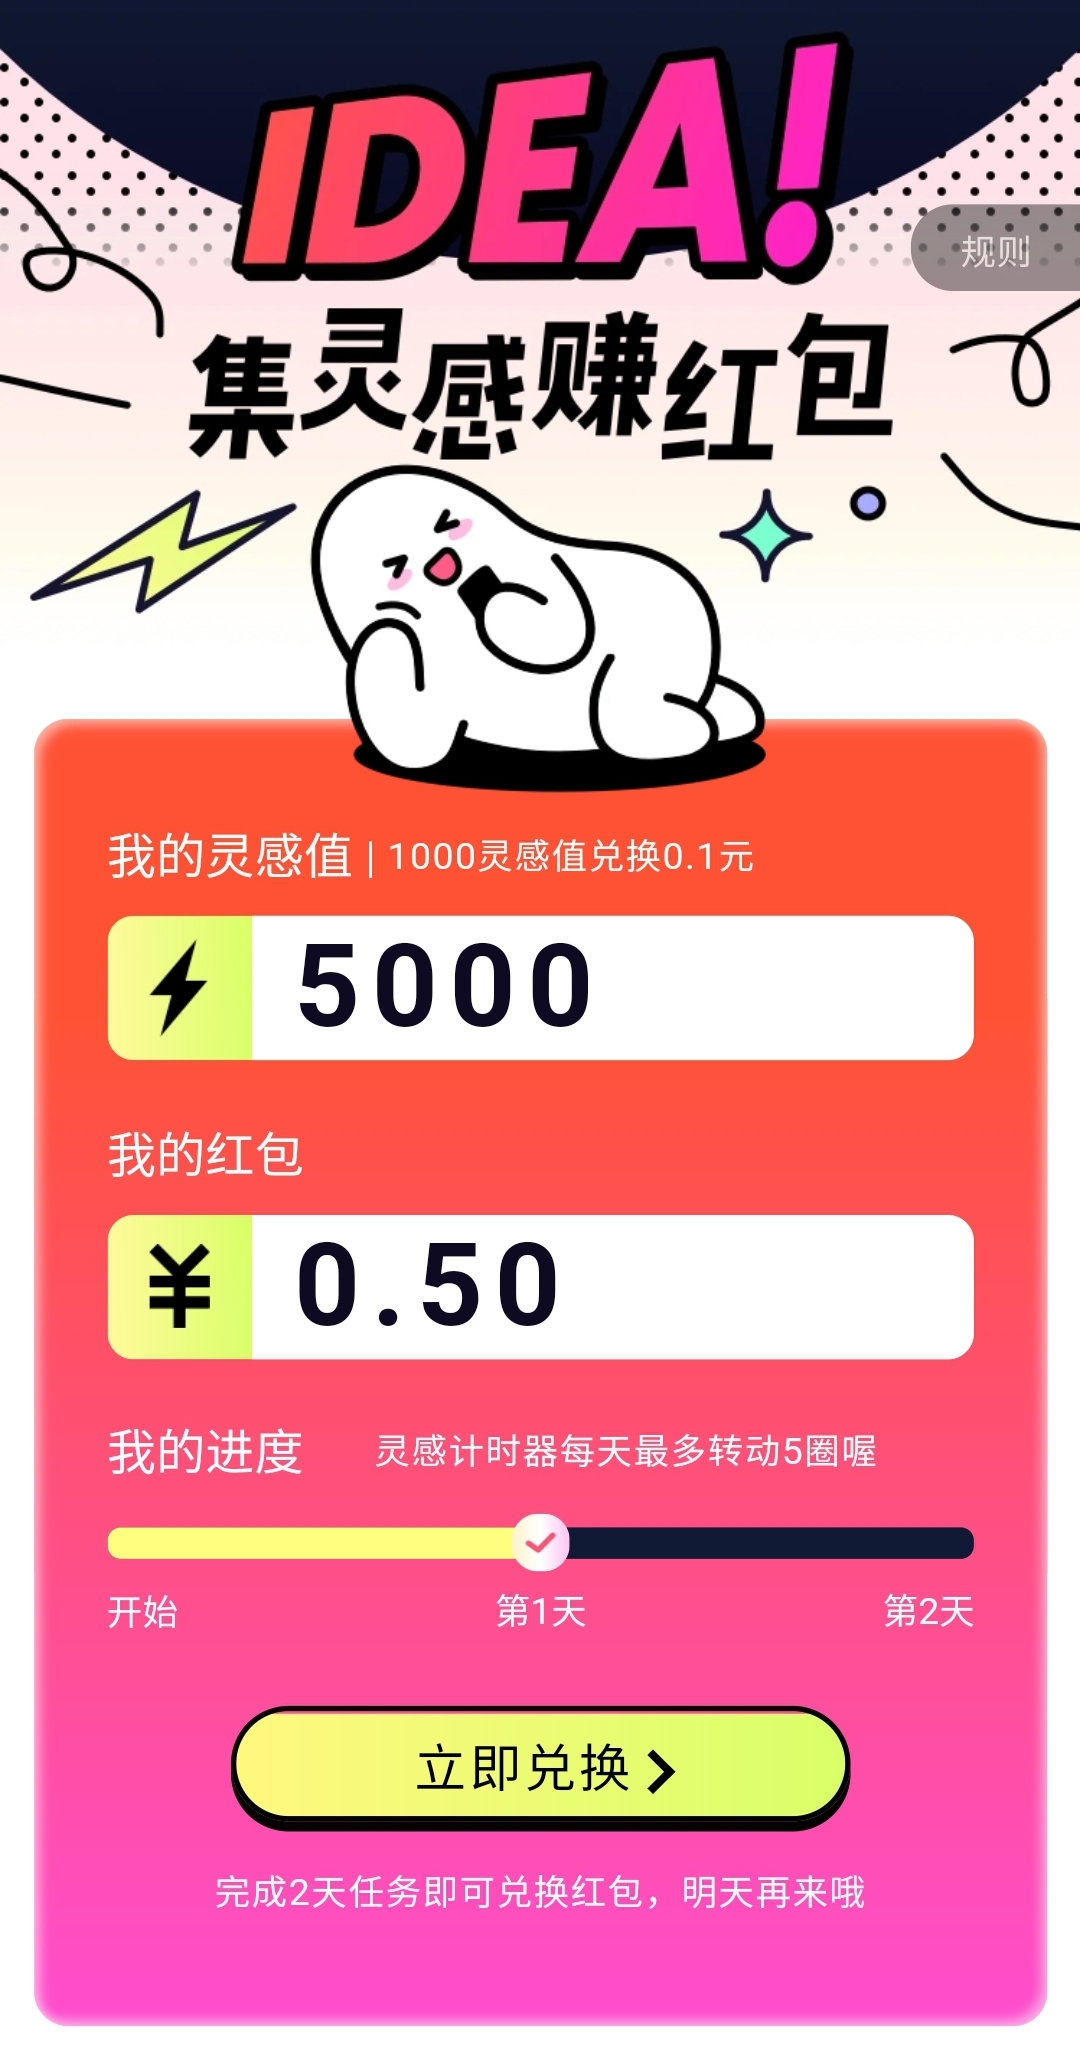 IDEA!
规则
集灵感赚红包
我的灵感值 | 1000灵感值兑换0.1元
5000
我的红包
¥ 0.50
我的进度 灵感计时器每天最多转动5圈喔
开始 第1天 第2天
立即兑换 >
完成2天任务即可兑换红包，明天再来哦